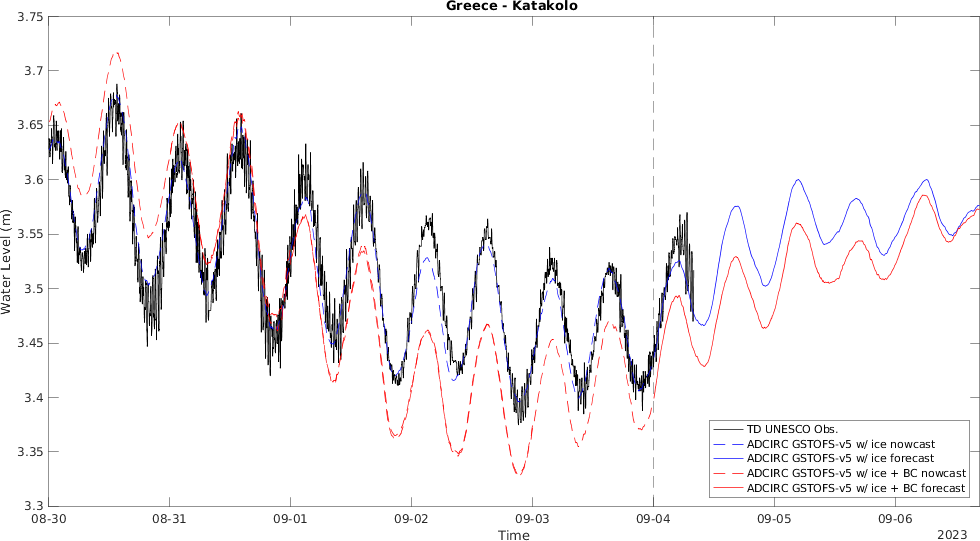 Greece - Katakolo
3.75
3.7
3.65
3.6
3.55
3.5
3.45
3.4
3.35
3.3
Water Level (m)
TD UNESCO Obs.
ADCIRC GSTOFS-v5 w/ ice nowcast
ADCIRC GSTOFS-v5 w/ ice forecast
ADCIRC GSTOFS-v5 w/ ice + BC nowcast
ADCIRC GSTOFS-v5 w/ ice + BC forecast
08-30 08-31 09-01 09-02 09-03 09-04 09-05 09-06
Time
2023